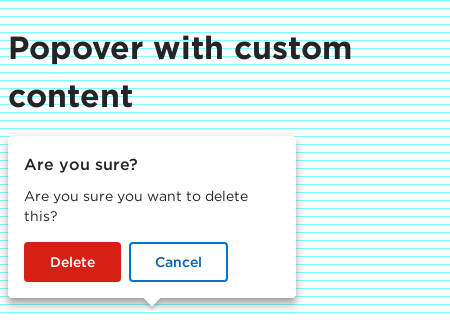 Popover with custom
content
Are you sure?
Are you sure you want to delete
this?
Delete
Cancel